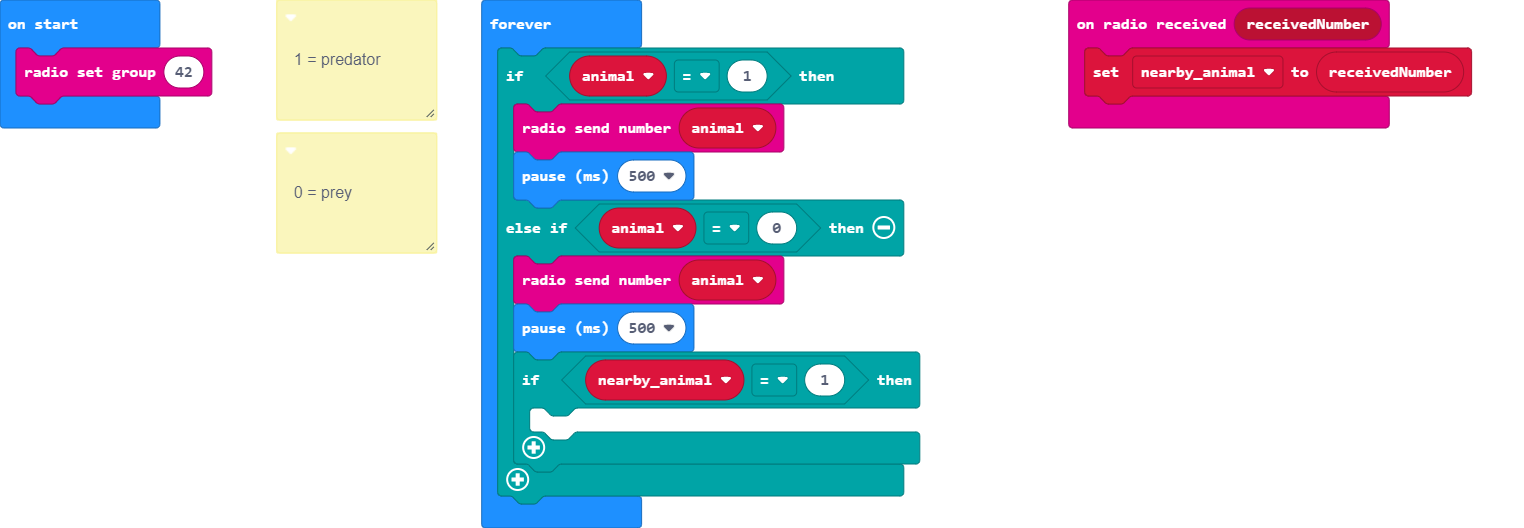 on start
radio set group 42
1 = predator
0 = prey
forever
if animal = 1 then
radio send number animal
pause (ms) 500
else if animal = 0 then
radio send number animal
pause (ms) 500
if nearby_animal = 1 then
on radio received receivedNumber
set nearby_animal to receivedNumber